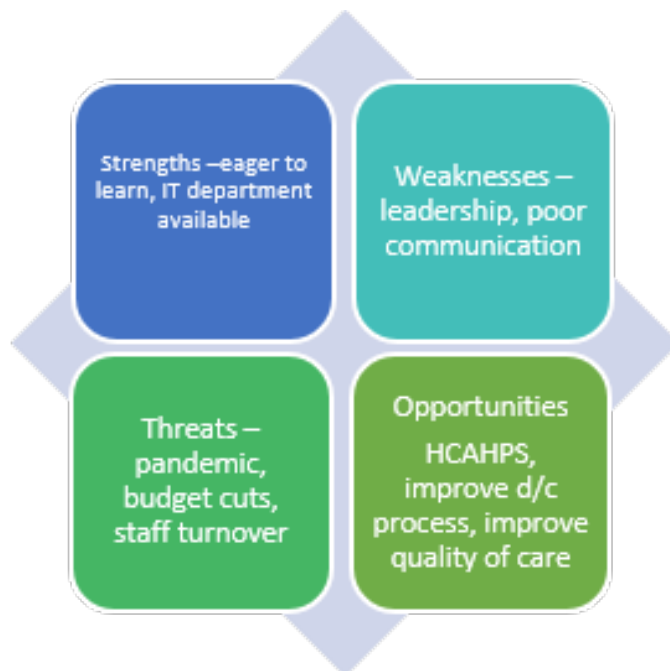 Strengths –eager to
learn, IT department
available
Weaknesses –
leadership, poor
communication
Threats –
pandemic,
budget cuts,
staff turnover
Opportunities
HCAHPS,
improve d/c
process, improve
quality of care